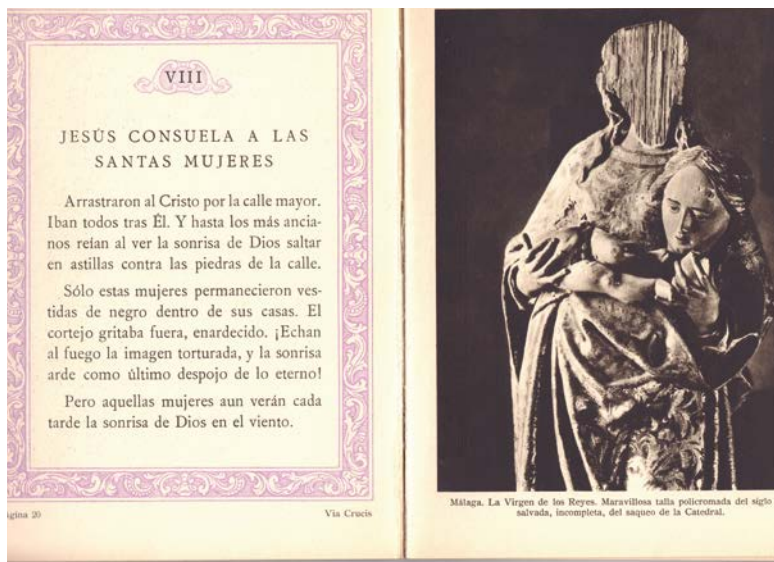 VIII
JESÚS CONSUELA A LAS
SANTAS MUJERES
Arrastraron al Cristo por la calle mayor.
Iban todos tras Él. Y hasta los más ancia-
nos reían al ver la sonrisa de Dios saltar
en astillas contra las piedras de la calle.
Sólo estas mujeres permanecieron ves-
tidas de negro dentro de sus casas. El
cortejo gritaba fuera, enardecido. ¡Echan
al fuego la imagen torturada, y la sonrisa
arde como último despojo de lo eterno!
Pero aquellas mujeres aun verán cada
tarde la sonrisa de Dios en el viento.
ágina 20
Via Crucis
Málaga. La Virgen de los Reyes. Maravillosa talla policromada del siglo
salvada, incompleta, del saqueo de la Catedral.